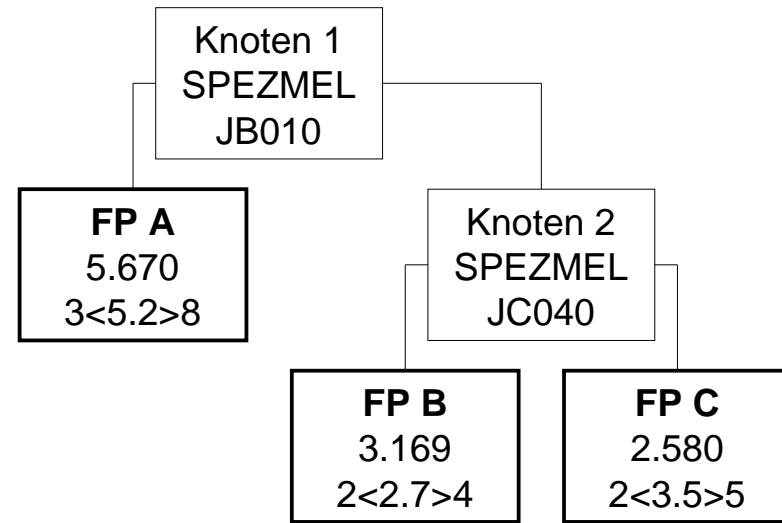 Knoten 1
SPEZMEL
JB010
FP A
5.670
3<5.2>8
Knoten 2
SPEZMEL
JC040
FP B
3.169
2<2.7>4
FP C
2.580
2<3.5>5